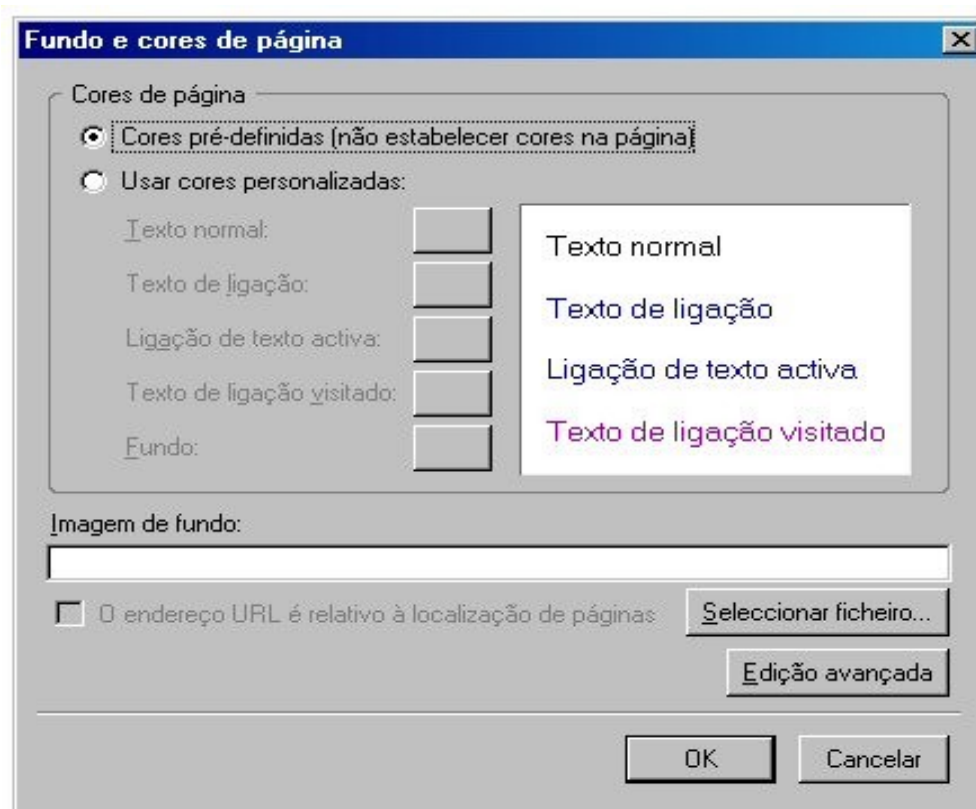 Fundo e cores de página
Cores de página
Cores pré-definidas (não estabelecer cores na página)
Usar cores personalizadas:
Texto normal:
Texto de ligação:
Ligação de texto activa:
Texto de ligação visitado:
Fundo:
Texto normal
Texto de ligação
Ligação de texto activa
Texto de ligação visitado
Imagem de fundo:
O endereço URL é relativo à localização de páginas
Seleccionar ficheiro...
Edição avançada
OK Cancelar